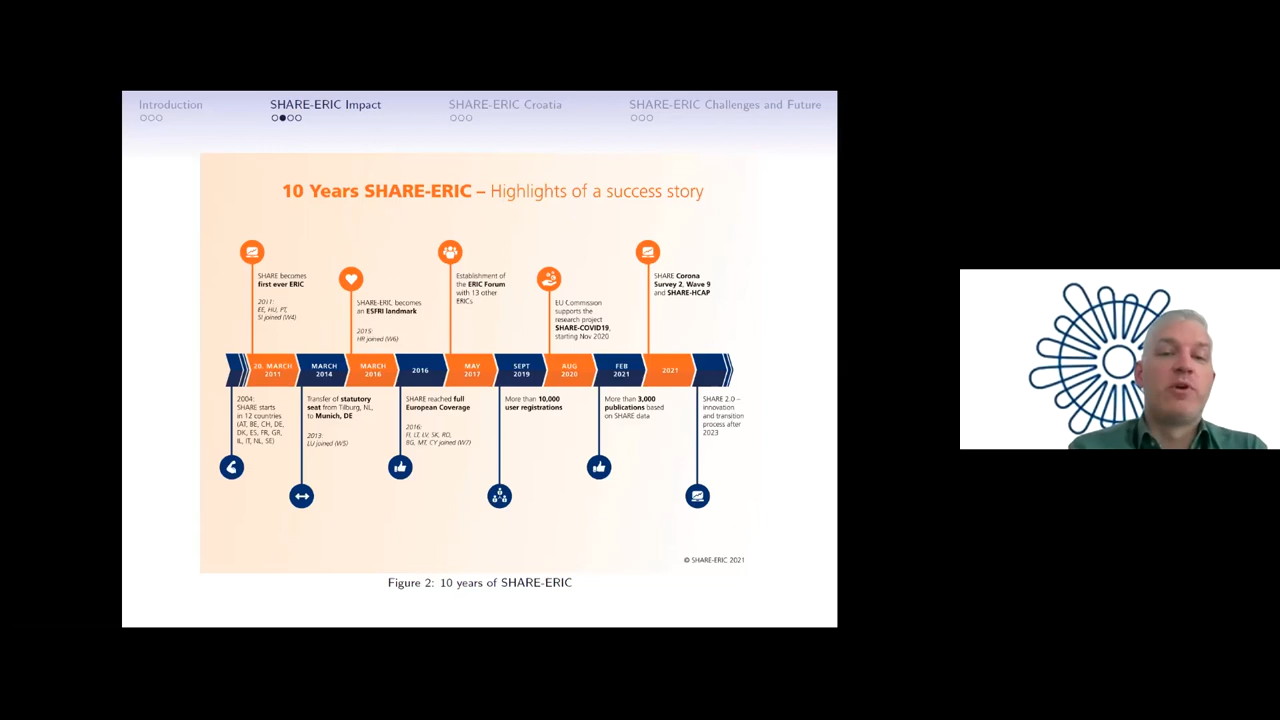 Introduction
SHARE-ERIC Impact
SHARE-ERIC Croatia
SHARE-ERIC Challenges and Future
10 Years SHARE-ERIC – Highlights of a success story
SHARE becomes
first ever ERIC
2011:
EE, HU, PT,
SI joined (W4)
SHARE-ERIC becomes
an ESFRI landmark
2015:
HR joined (W6)
Establishment of
the ERIC Forum
with 13 other
ERICs
EU Commission
supports the
research project
SHARE-COVID19,
starting Nov 2020
SHARE Corona
Survey 2, Wave 9
and SHARE-HCAP
28. MARCH
2011
MARCH
2014
MARCH
2016
2016
MAY
2017
SEPT
2019
AUG
2020
FEB
2021
2021
2004:
SHARE starts
in 12 countries
(AT, BE, CH, DE,
DK, ES, FR, GR,
IL, IT, NL, SE)
Transfer of statutory
seat from Tilburg, NL,
to Munich, DE
2013:
LU joined (W5)
SHARE reached full
European Coverage
2016:
FI, LT, LV, SK, RO,
BG, MT, CY joined (W7)
More than 10,000
user registrations
More than 3,000
publications based
on SHARE data
SHARE 2.0 –
innovation
and transition
process after
2023
© SHARE-ERIC 2021
Figure 2: 10 years of SHARE-ERIC